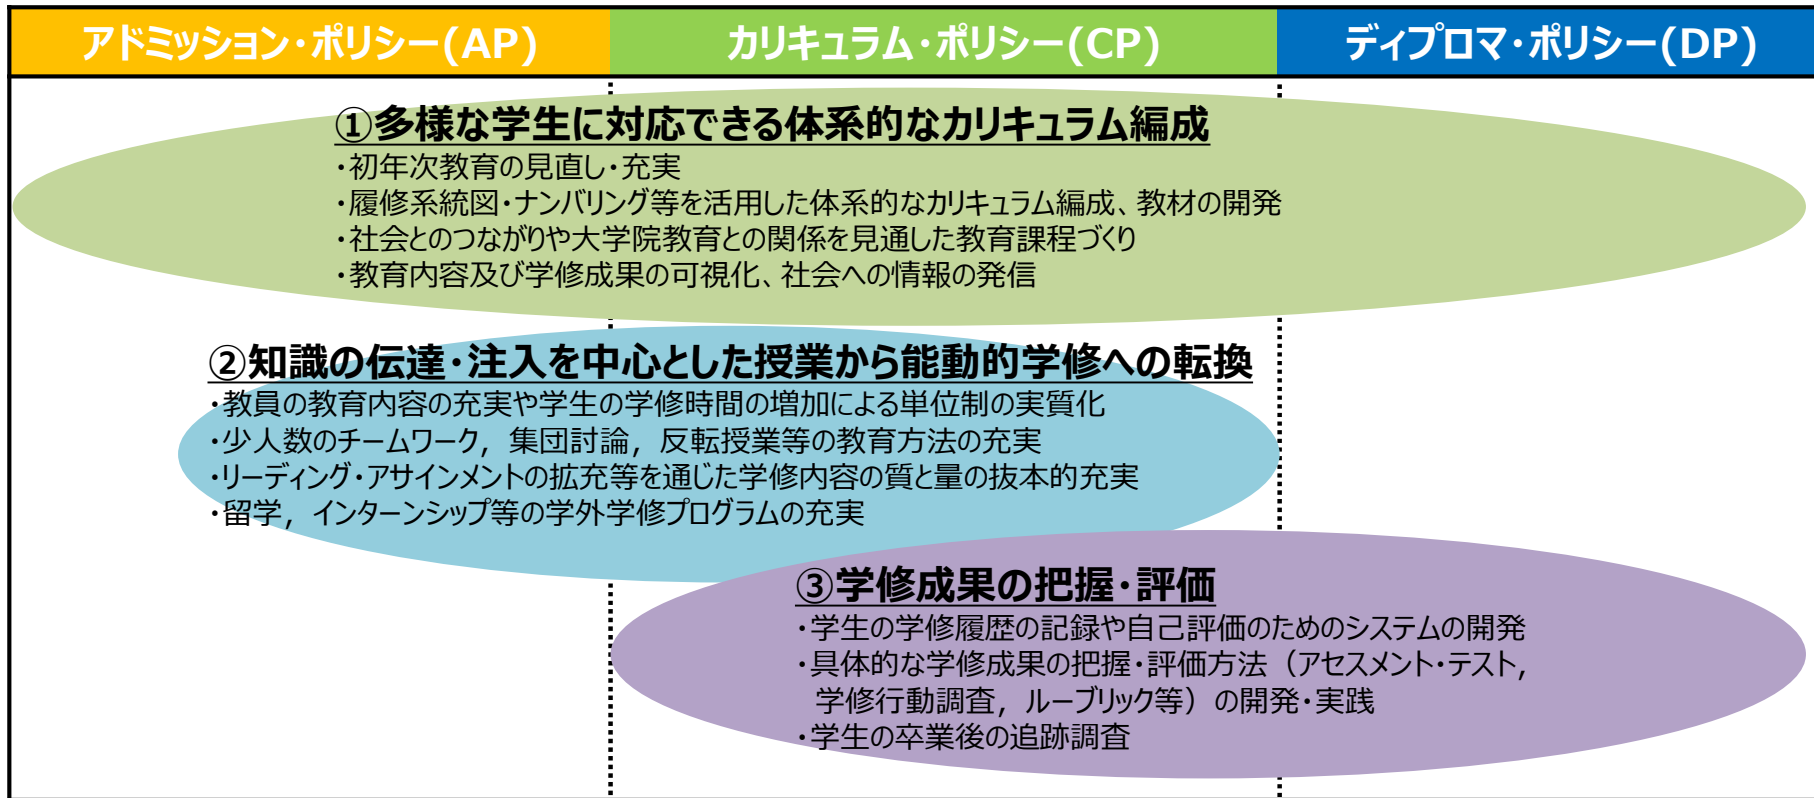 アドミッション・ポリシー(AP)
カリキュラム・ポリシー(CP)
ディプロマ・ポリシー(DP)
①多様な学生に対応できる体系的なカリキュラム編成
・初年次教育の見直し・充実
・履修系統図・ナンバリング等を活用した体系的なカリキュラム編成、教材の開発
・社会とのつながりや大学院教育との関係を見通した教育課程づくり
・教育内容及び学修成果の可視化、社会への情報の発信
②知識の伝達・注入を中心とした授業から能動的学修への転換
・教員の教育内容の充実や学生の学修時間の増加による単位制の実質化
・少人数のチームワーク，集団討論，反転授業等の教育方法の充実
・リーディング・アサインメントの拡充等を通じた学修内容の質と量の抜本的充実
・留学，インターンシップ等の学外学修プログラムの充実
③学修成果の把握・評価
・学生の学修履歴の記録や自己評価のためのシステムの開発
・具体的な学修成果の把握・評価方法（アセスメント・テスト，
学修行動調査，ルーブリック等）の開発・実践
・学生の卒業後の追跡調査